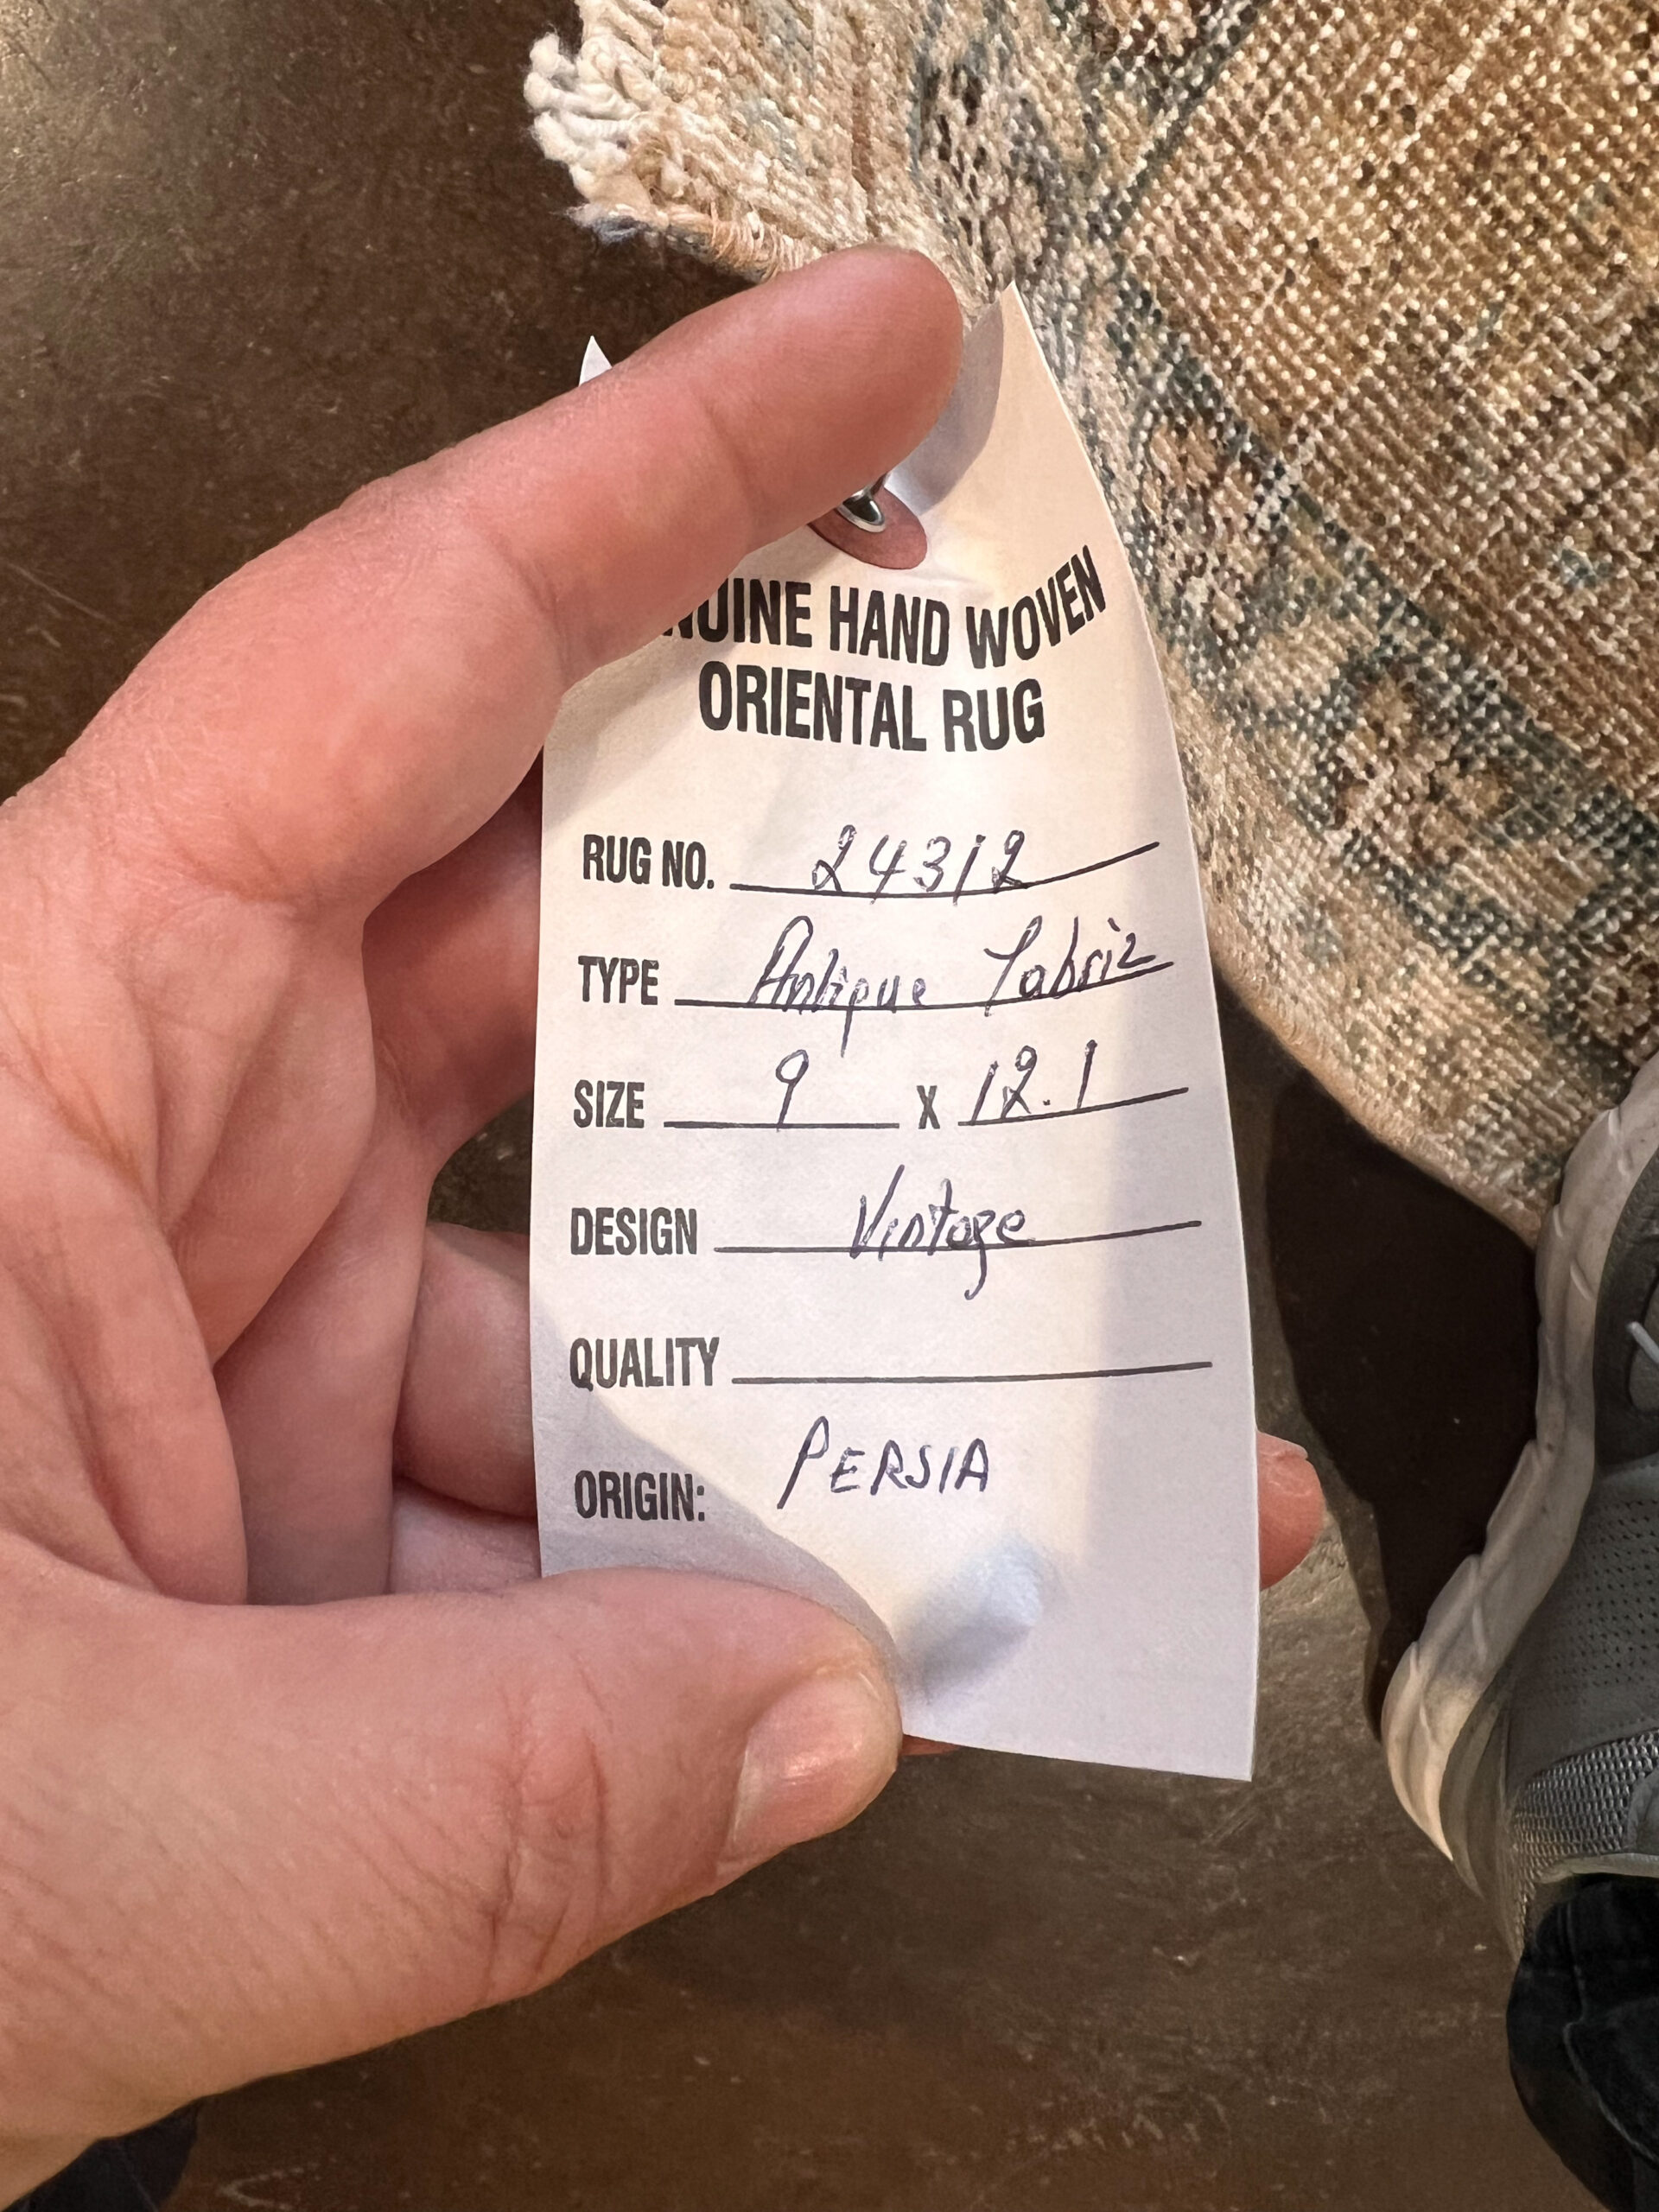 NUINE HAND WOVEN
ORIENTAL RUG
RUG NO. 24312
TYPE Antique Tabriz
SIZE 9 X 12.1
DESIGN Vintage
QUALITY
ORIGIN: PERSIA